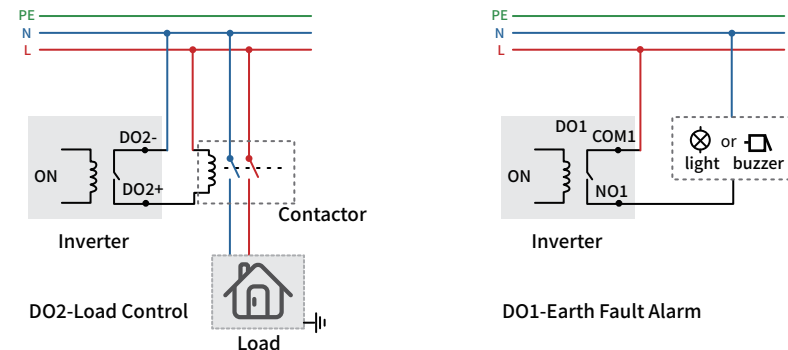 PE
N
L
DO2-
ON
DO2+
Contactor
Inverter
DO2-Load Control
Load
PE
N
L
DO1
COM1
or
light buzzer
ON
NO1
Inverter
DO1-Earth Fault Alarm